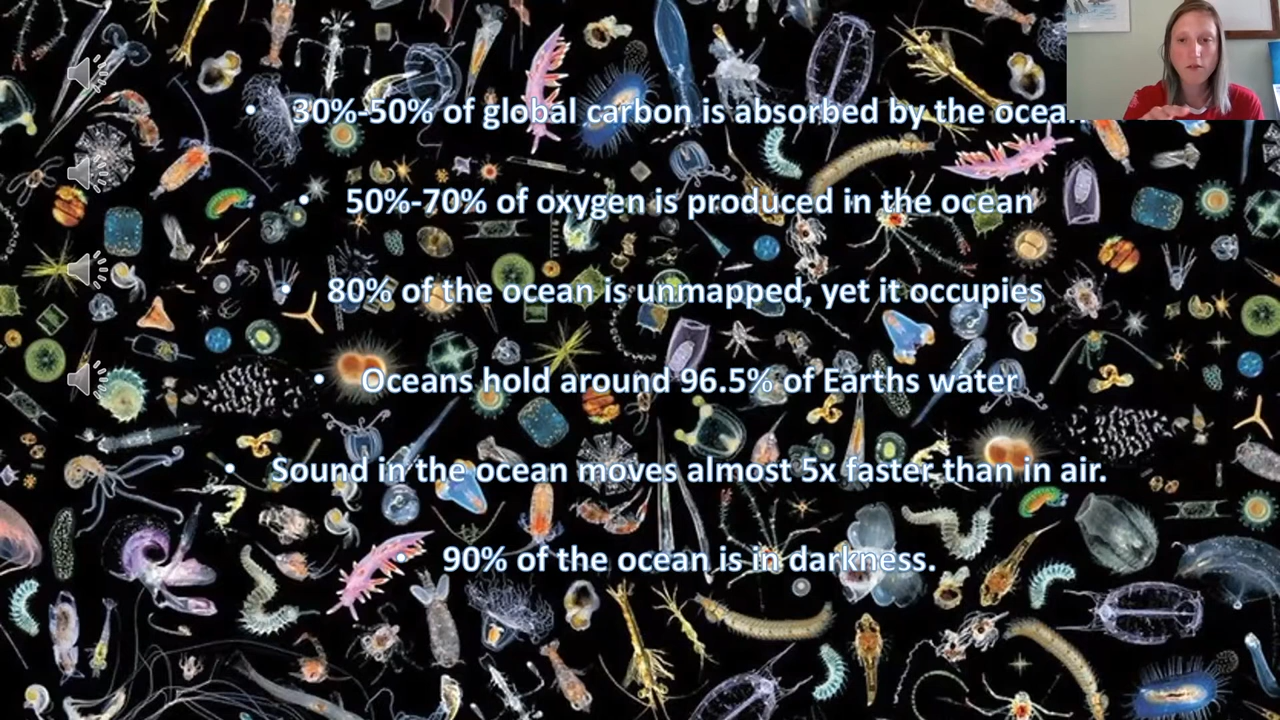 • 30%-50% of global carbon is absorbed by the ocea
• 50%-70% of oxygen is produced in the ocean
• 80% of the ocean is unmapped, yet it occupies
• Oceans hold around 96.5% of Earths water
• Sound in the ocean moves almost 5x faster than in air.
• 90% of the ocean is in darkness.